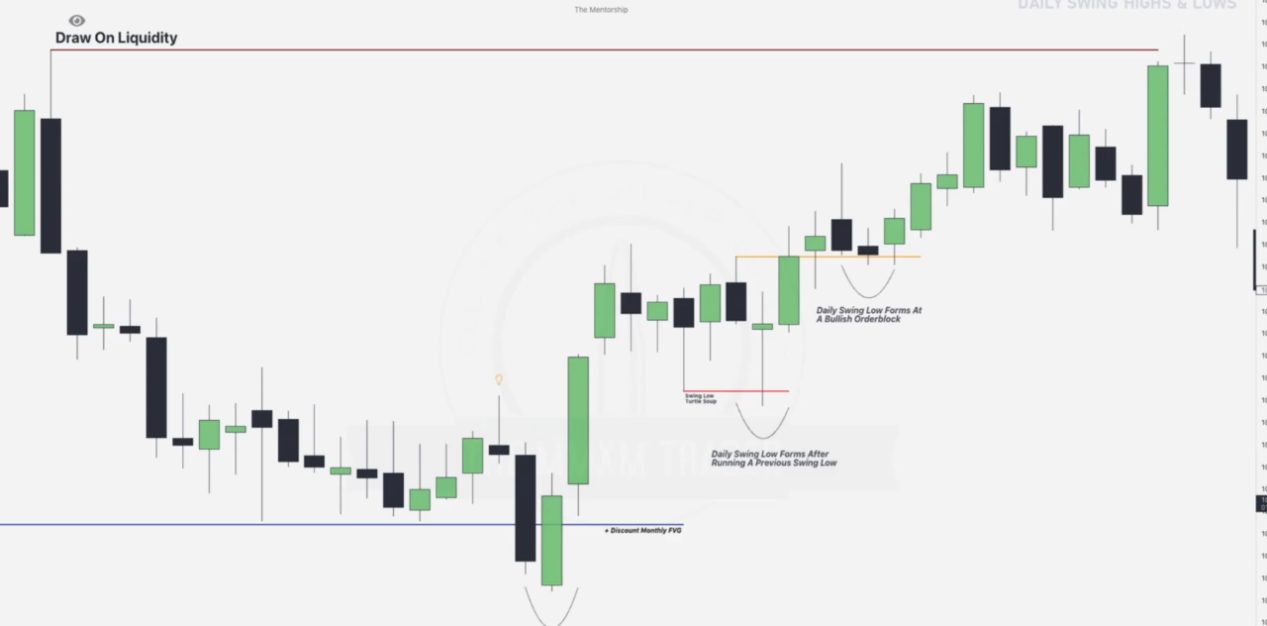 The Mentorship
DAILY SWING HIGHS & LOWS
Draw On Liquidity
Daily Swing Low Forms At
A Bullish Orderblock
Swing Low
Turtle Soup
Daily Swing Low Forms After
Running A Previous Swing Low
+ Discount Monthly FVG